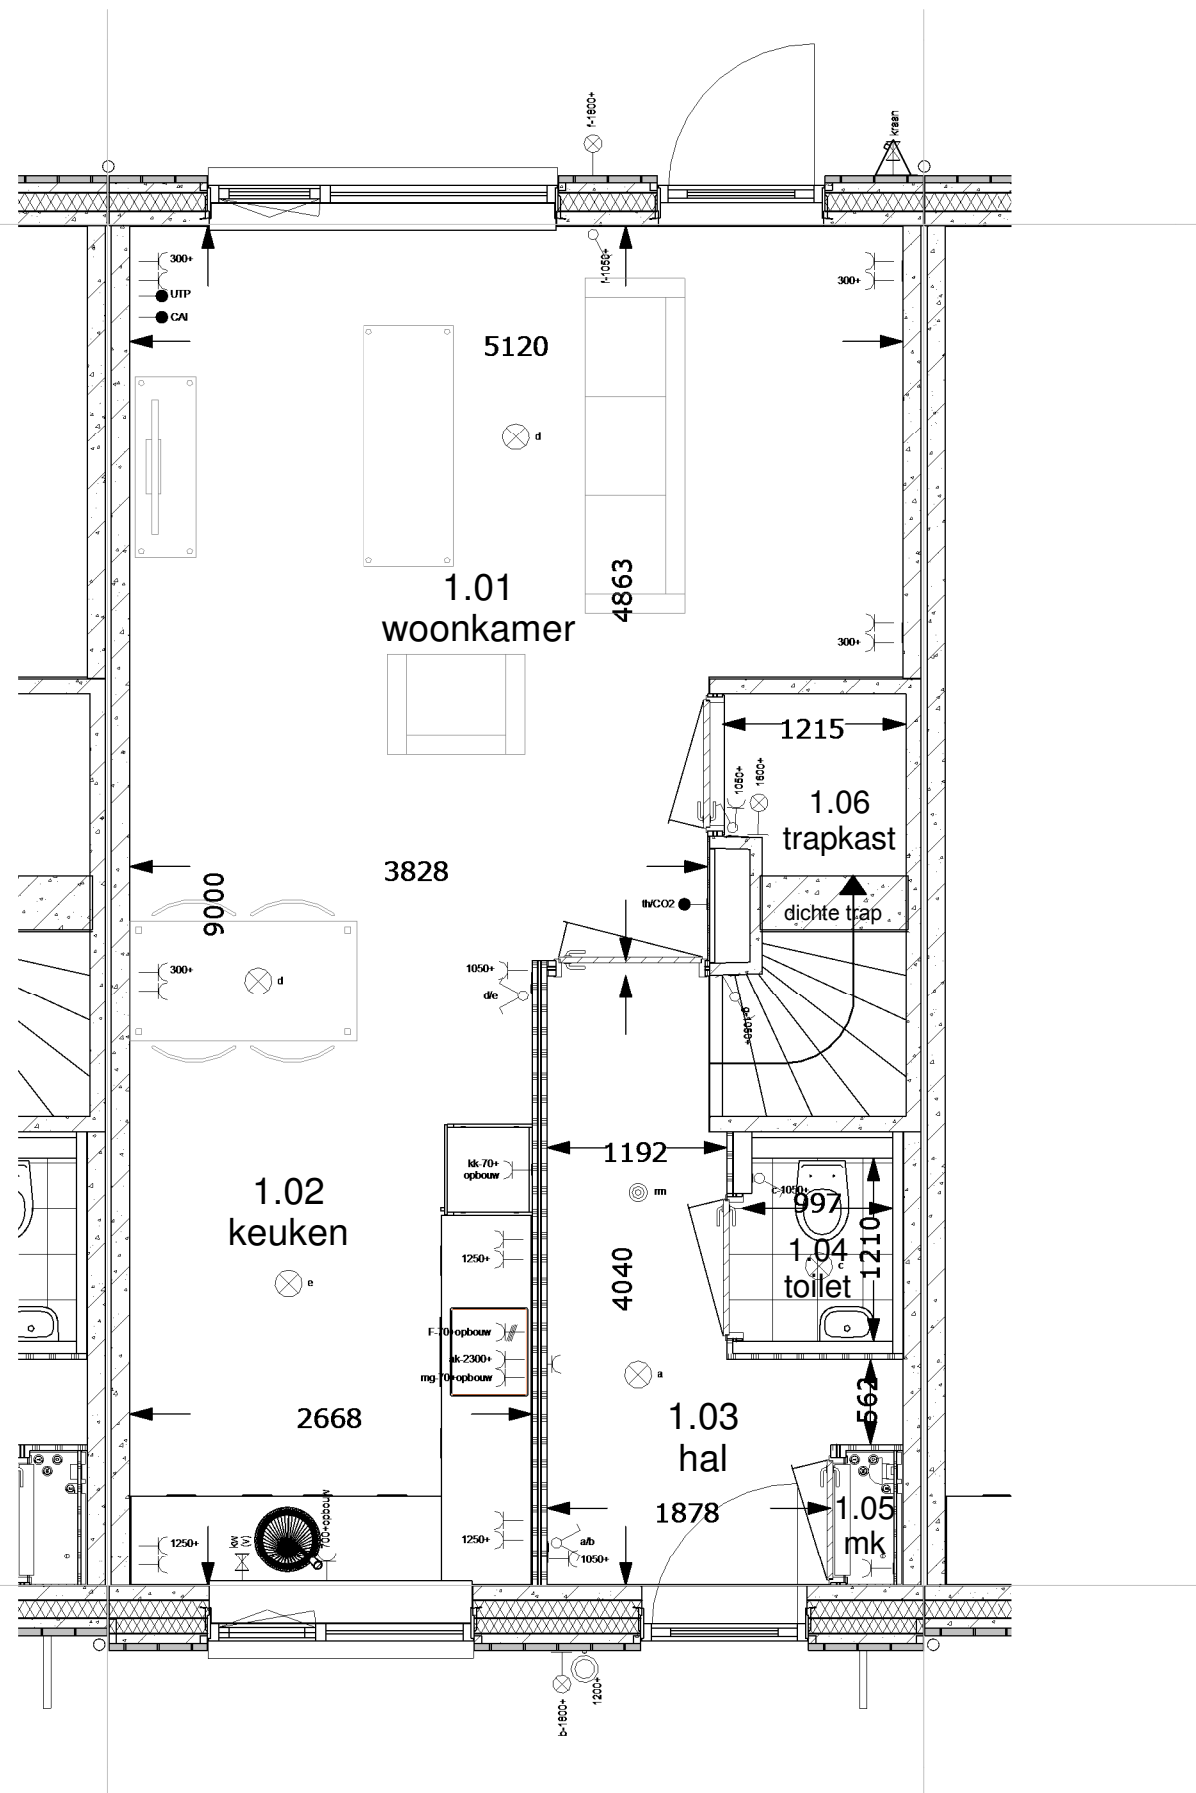 f-1800+
kraan
300+
UTP
CAI
f-1050+
300+
5120
d
4863
1.01
woonkamer
300+
1215
1050+
1600+
1.06
trapkast
3828
9000
th/CO2
dichte trap
300+
d
1050+
d/e
g-1050+
1192
kk-70+
opbouw
rm
c-1050+
997
1.02
keuken
1250+
1.04
toilet
1210
c
4040
e
F-70+opbouw
ak-2300+
mg-70+opbouw
a
562
2668
1.03
hal
1878
1.05
mk
1250+
kw
(v)
700+opbouw
1250+
a/b
1050+
b-1800+
1200+